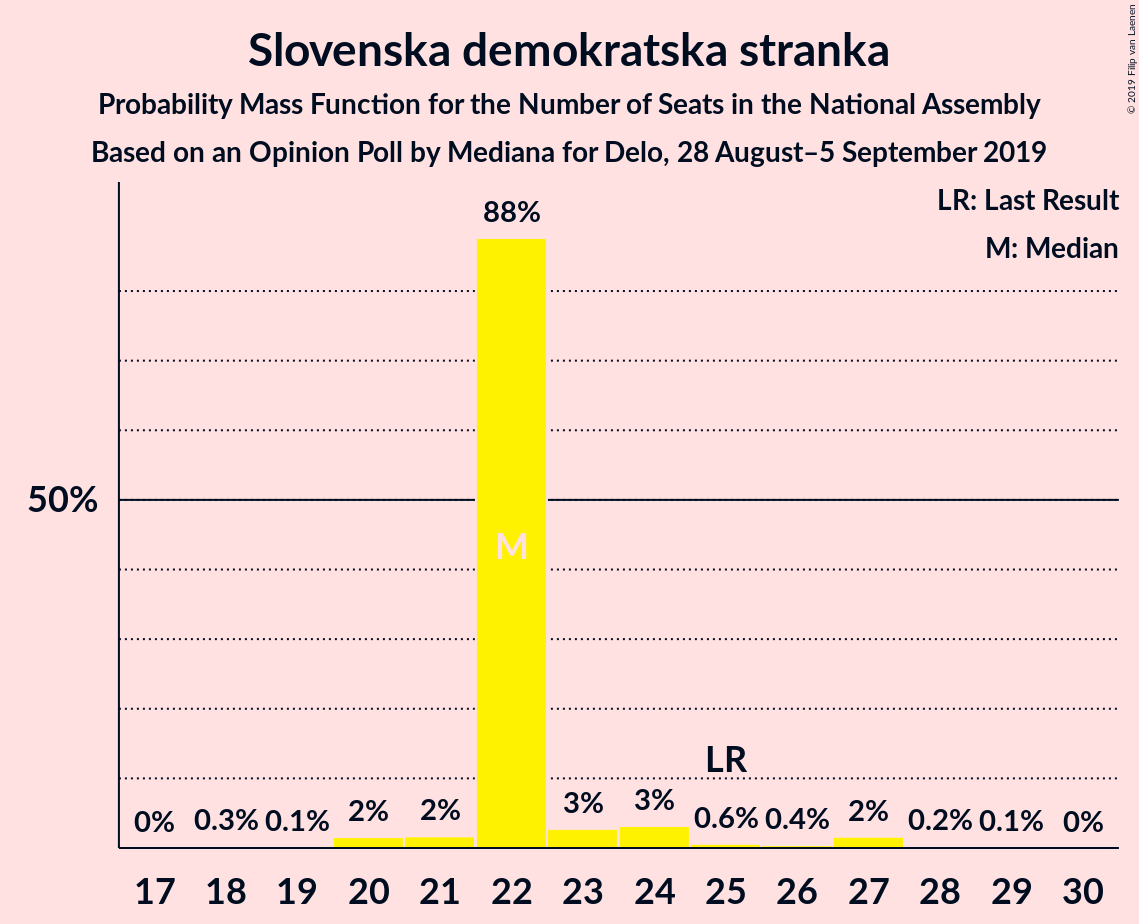 Slovenska demokratska stranka
Probability Mass Function for the Number of Seats in the National Assembly
Based on an Opinion Poll by Mediana for Delo, 28 August–5 September 2019
© 2019 Filip van Laenen
LR: Last Result
M: Median
88%
50%
M
LR
0% 0.3% 0.1% 2% 2% 3% 3% 0.6% 0.4% 2% 0.2% 0.1% 0%
17 18 19 20 21 22 23 24 25 26 27 28 29 30